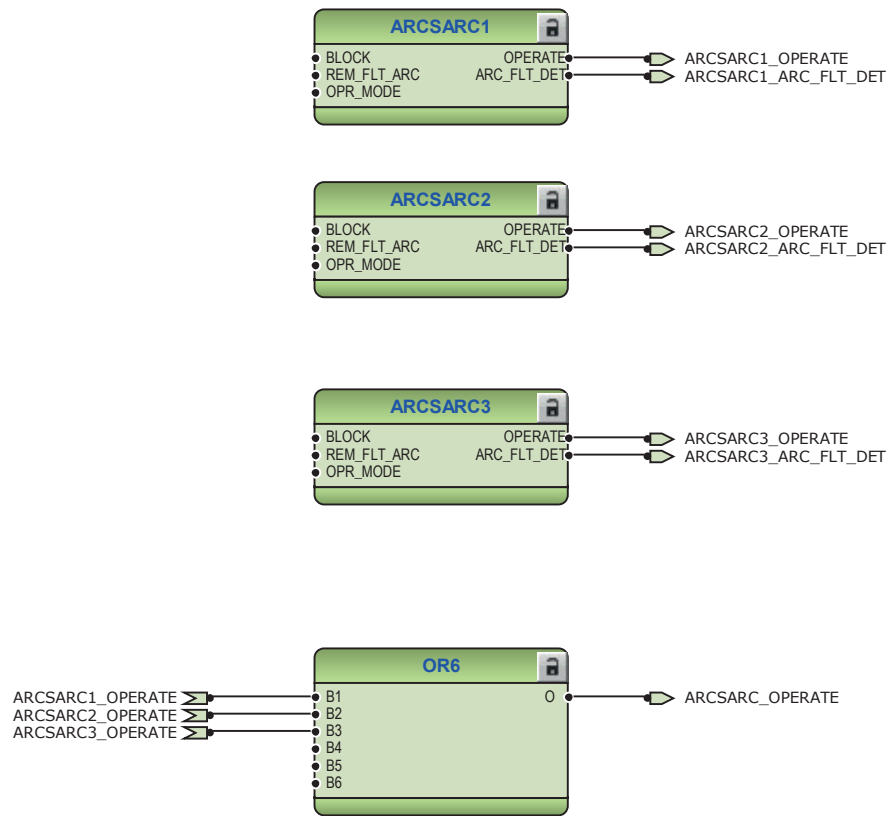 ARCSARC1
BLOCK OPERATE ARCSARC1_OPERATE
REM_FLT_ARC ARC_FLT_DET ARCSARC1_ARC_FLT_DET
OPR_MODE
ARCSARC2
BLOCK OPERATE ARCSARC2_OPERATE
REM_FLT_ARC ARC_FLT_DET ARCSARC2_ARC_FLT_DET
OPR_MODE
ARCSARC3
BLOCK OPERATE ARCSARC3_OPERATE
REM_FLT_ARC ARC_FLT_DET ARCSARC3_ARC_FLT_DET
OPR_MODE
OR6
ARCSARC1_OPERATE B1 O ARCSARC_OPERATE
ARCSARC2_OPERATE B2
ARCSARC3_OPERATE B3
B4
B5
B6